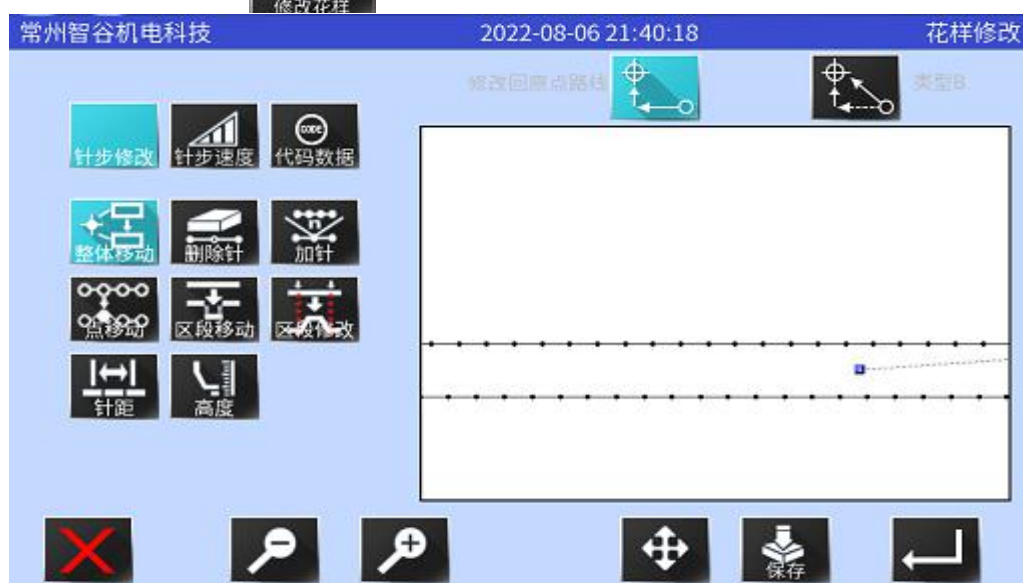 修改花样
常州智谷机电科技 2022-08-06 21:40:18 花样修改
修改回原点路线 类型B
针步修改 针步速度 CODE 代码数据
整体移动 删除针 n 加针
点移动 区段移动 区段修改
针距 高度
保存